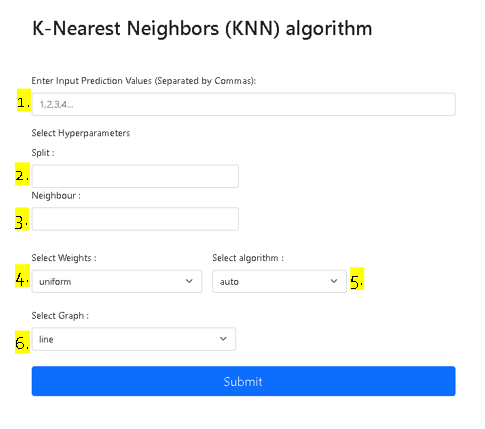 K-Nearest Neighbors (KNN) algorithm
Enter Input Prediction Values (Separated by Commas):
1. 1,2,3,4...
Select Hyperparameters
Split :
2.
Neighbour :
3.
Select Weights : Select algorithm :
4. uniform auto 5.
Select Graph :
6. line
Submit